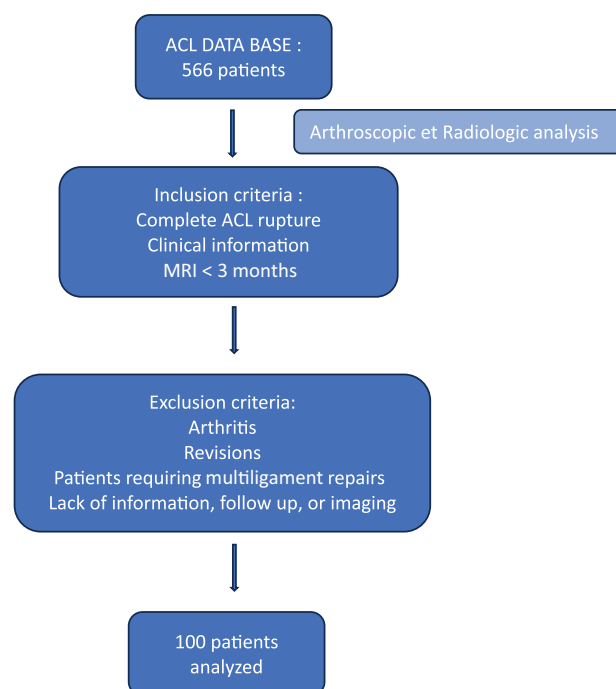 ACL DATA BASE :
566 patients
Arthroscopic et Radiologic analysis
Inclusion criteria :
Complete ACL rupture
Clinical information
MRI < 3 months
Exclusion criteria:
Arthritis
Revisions
Patients requiring multiligament repairs
Lack of information, follow up, or imaging
100 patients
analyzed